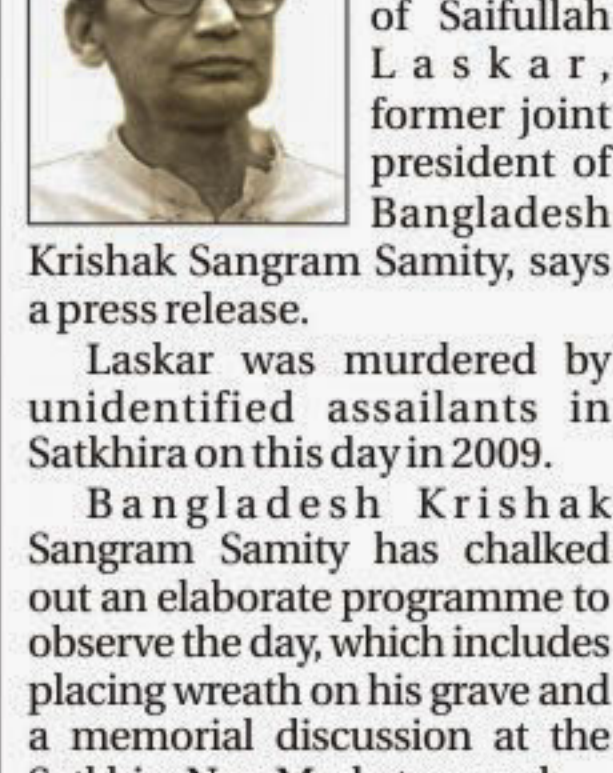 of Saifullah
Laskar,
former joint
president of
Bangladesh
Krishak Sangram Samity, says
a press release.
Laskar was murdered by
unidentified assailants in
Satkhira on this day in 2009.
Bangladesh Krishak
Sangram Samity has chalked
out an elaborate programme to
observe the day, which includes
placing wreath on his grave and
a memorial discussion at the